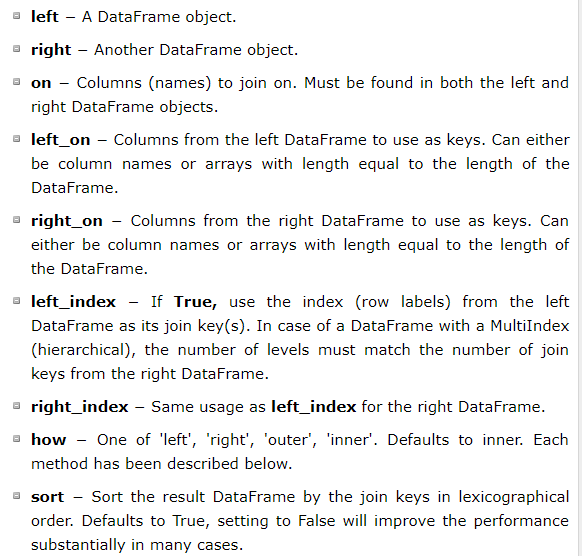 left − A DataFrame object.
right − Another DataFrame object.
on − Columns (names) to join on. Must be found in both the left and
right DataFrame objects.
left_on − Columns from the left DataFrame to use as keys. Can either
be column names or arrays with length equal to the length of the
DataFrame.
right_on − Columns from the right DataFrame to use as keys. Can
either be column names or arrays with length equal to the length of
the DataFrame.
left_index − If True, use the index (row labels) from the left
DataFrame as its join key(s). In case of a DataFrame with a MultiIndex
(hierarchical), the number of levels must match the number of join
keys from the right DataFrame.
right_index − Same usage as left_index for the right DataFrame.
how − One of 'left', 'right', 'outer', 'inner'. Defaults to inner. Each
method has been described below.
sort − Sort the result DataFrame by the join keys in lexicographical
order. Defaults to True, setting to False will improve the performance
substantially in many cases.